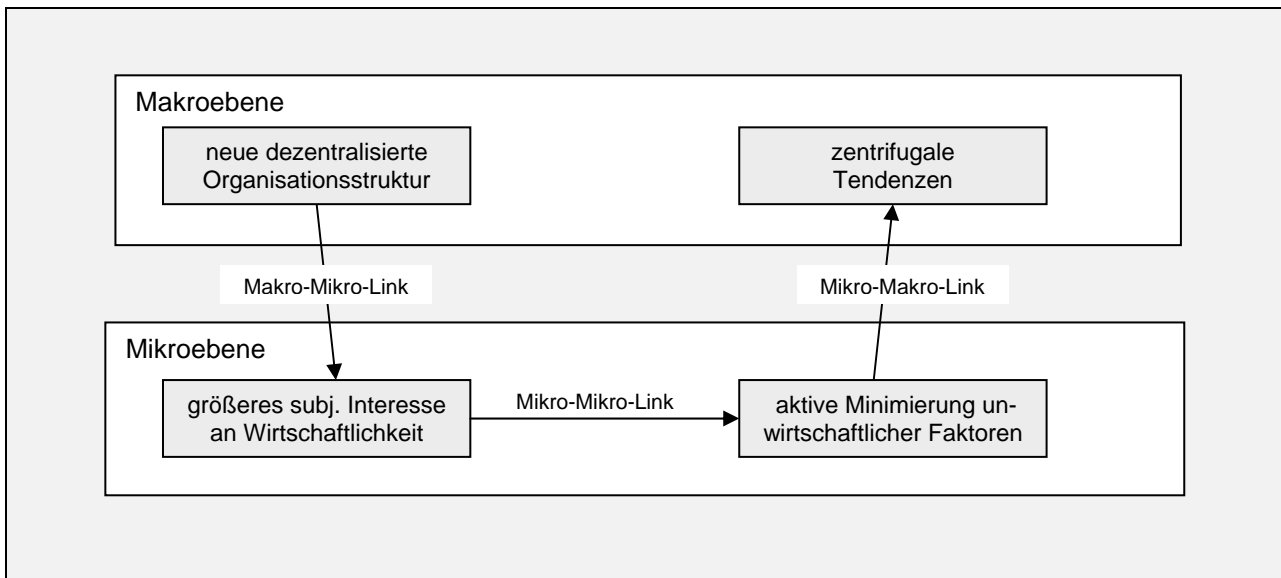 Makroebene
neue dezentralisierte
Organisationsstruktur
zentrifugale
Tendenzen
Makro-Mikro-Link
Mikro-Makro-Link
Mikroebene
größeres subj. Interesse
an Wirtschaftlichkeit
Mikro-Mikro-Link
aktive Minimierung un-
wirtschaftlicher Faktoren